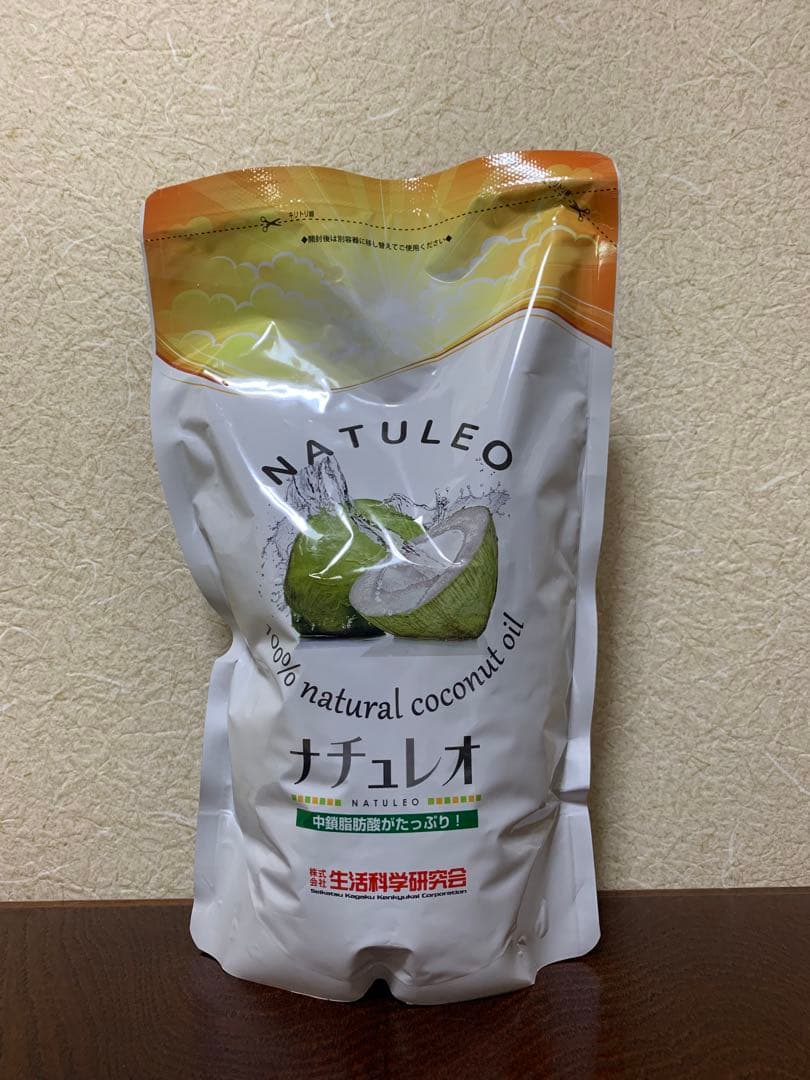 キリトリ線
◆開封後は別容器に移し替えてご使用ください◆
NATULEO
100% natural coconut oil
ナチュレオ
NATULEO
中鎖脂肪酸がたっぷり！
株式会社 生活科学研究会
Seikatsu Kagaku Kenkyukai Corporation